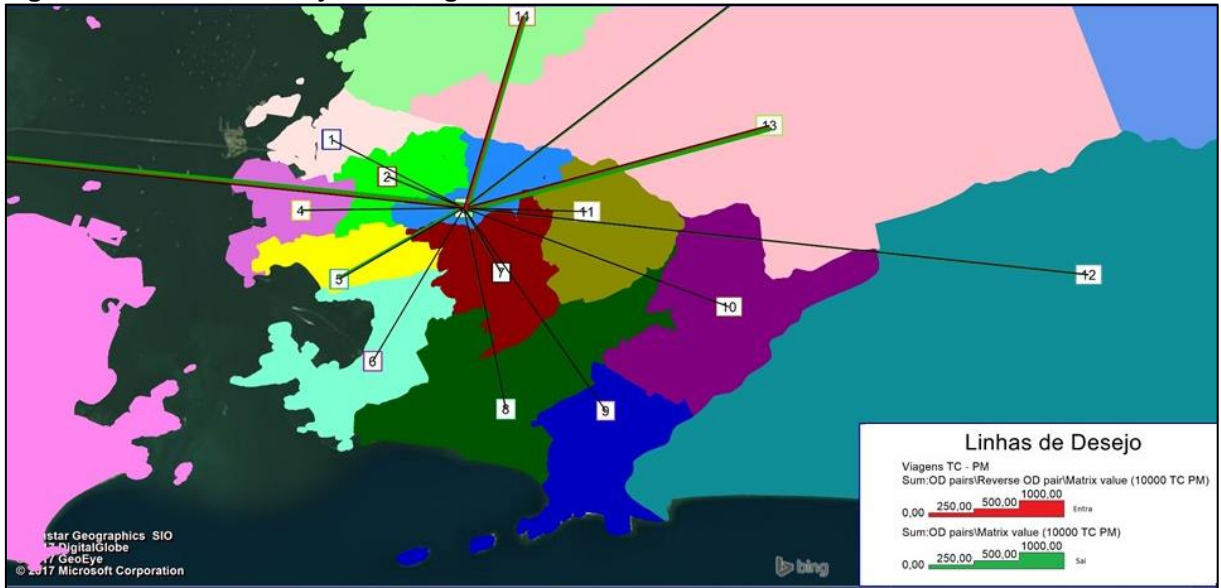 14
13
1
2
4
11
5
7
12
10
6
8
9
Linhas de Desejo
Viagens TC - PM
Sum:OD pairs\Reverse OD pair\Matrix value (10000 TC PM)
0,00 250,00 500,00 1000,00 Entra
Sum:OD pairs\Matrix value (10000 TC PM)
0,00 250,00 500,00 1000,00 Sai
Geographics SIO
DigitalGlobe
GeoEye
© 2017 Microsoft Corporation
bing